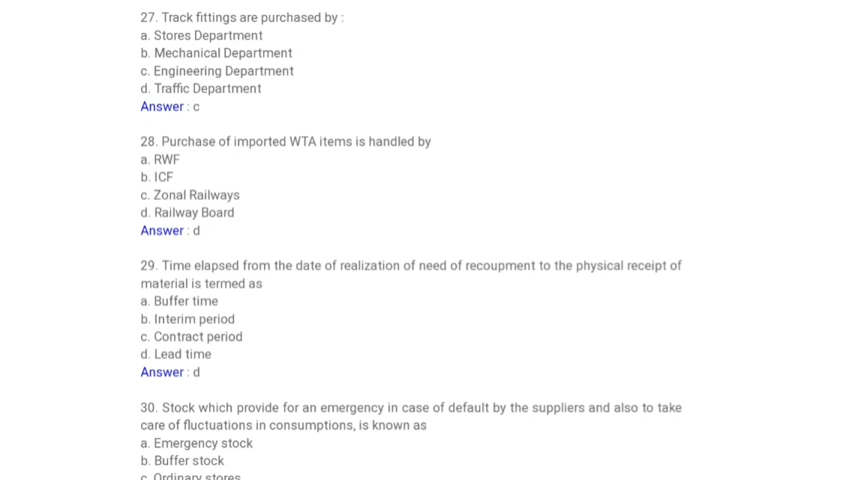 27. Track fittings are purchased by :
a. Stores Department
b. Mechanical Department
c. Engineering Department
d. Traffic Department
Answer : c
28. Purchase of imported WTA items is handled by
a. RWF
b. ICF
c. Zonal Railways
d. Railway Board
Answer : d
29. Time elapsed from the date of realization of need of recoupment to the physical receipt of
material is termed as
a. Buffer time
b. Interim period
c. Contract period
d. Lead time
Answer : d
30. Stock which provide for an emergency in case of default by the suppliers and also to take
care of fluctuations in consumptions, is known as
a. Emergency stock
b. Buffer stock
c. Ordinary stores